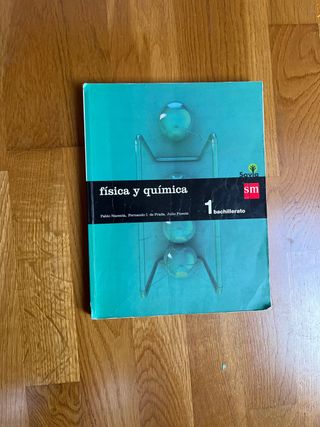 Savia
física y química
sm
1 bachillerato
Pablo Nacenta, Fernando I. de Prada, Julio Puente